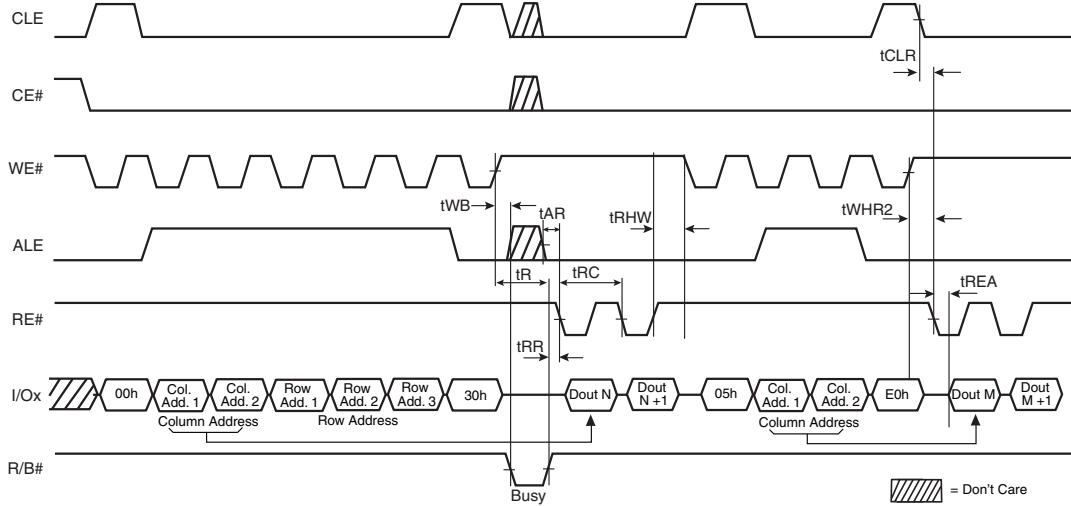 CLE
tCLR
CE#
WE#
tWB
tAR
tRHW
tWHR2
ALE
tR
tRC
tREA
RE#
tRR
I/Ox
00h
Col. Add. 1
Col. Add. 2
Row Add. 1
Row Add. 2
Row Add. 3
30h
Dout N
Dout N +1
05h
Col. Add. 1
Col. Add. 2
E0h
Dout M
Dout M +1
Column Address
Row Address
Column Address
R/B#
Busy
= Don't Care